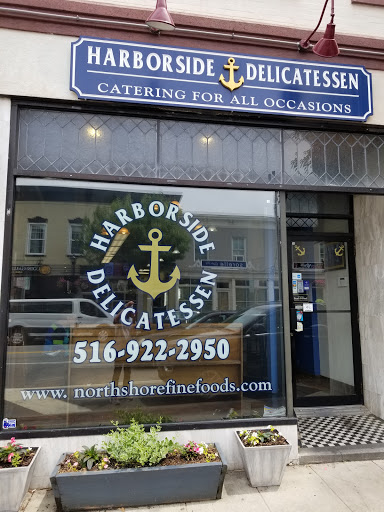 HARBORSIDE DELICATESSEN
CATERING FOR ALL OCCASIONS
HARBORSIDE
DELICATESSEN
516-922-2950
www. northshorefinefoods.com